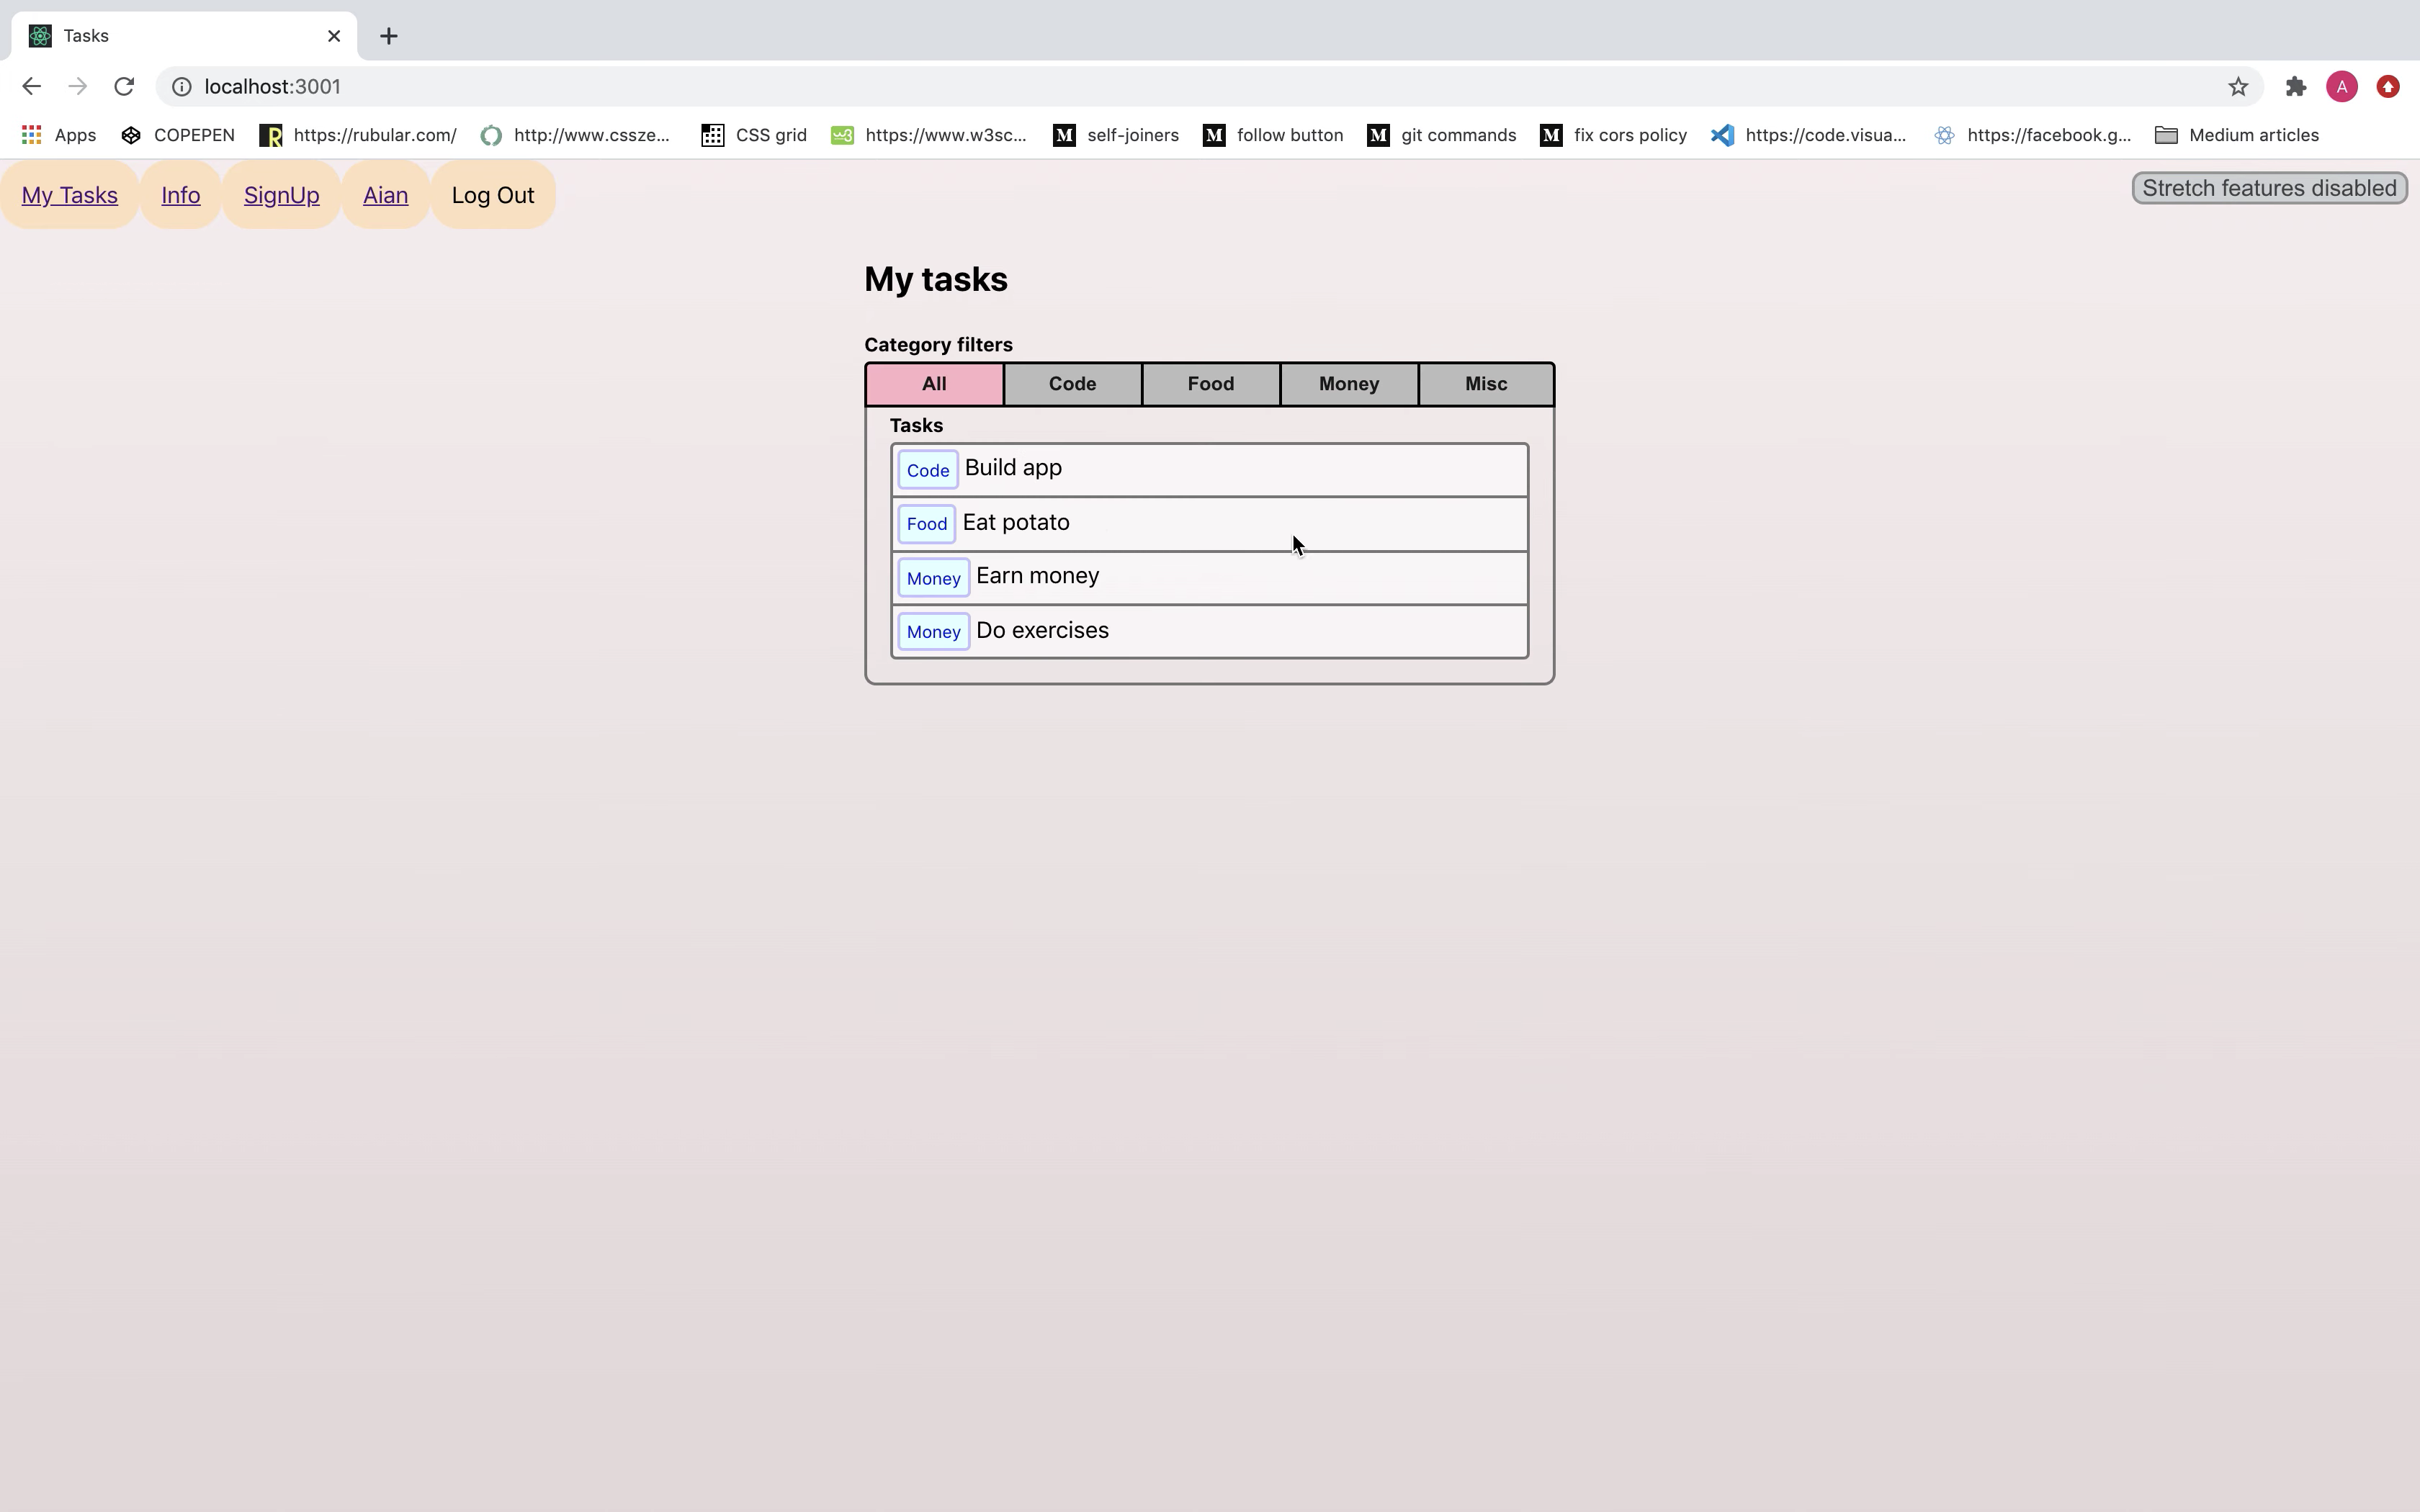 Tasks
localhost:3001
Apps COPEPEN https://rubular.com/ http://www.cssze... CSS grid https://www.w3sc... self-joiners follow button git commands fix cors policy https://code.visua... https://facebook.g... Medium articles
My Tasks Info SignUp Aian Log Out Stretch features disabled
My tasks
Category filters
All Code Food Money Misc
Tasks
Code Build app
Food Eat potato
Money Earn money
Money Do exercises